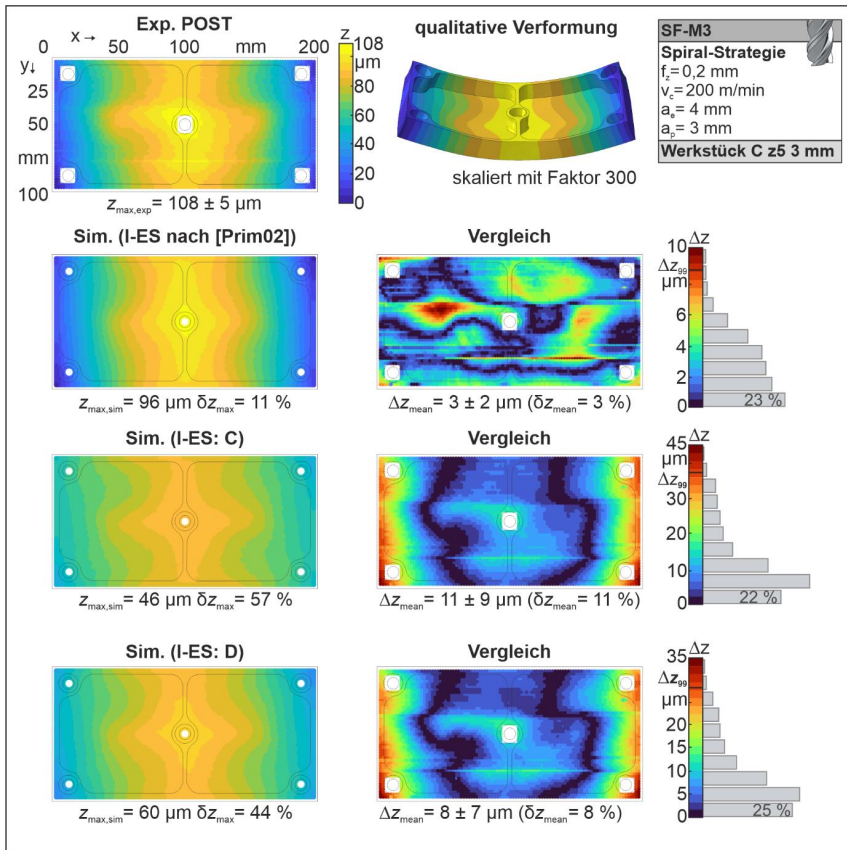 Exp. POST
x → mm
0 50 100 200
y↓
25
50
mm
100
z
108
µm
80
60
40
20
0
z_max,exp = 108 ± 5 µm
qualitative Verformung
skaliert mit Faktor 300
SF-M3
Spiral-Strategie
f_z= 0,2 mm
v_c= 200 m/min
a_e= 4 mm
a_p= 3 mm
Werkstück C z5 3 mm
Sim. (I-ES nach [Prim02])
z_max,sim = 96 µm δz_max = 11 %
Vergleich
Δz_mean = 3 ± 2 µm (δz_mean = 3 %)
Δz
10
Δz_99
µm
6
4
2
0
23 %
Sim. (I-ES: C)
z_max,sim = 46 µm δz_max = 57 %
Vergleich
Δz_mean = 11 ± 9 µm (δz_mean = 11 %)
Δz
45
µm
Δz_99
30
20
10
0
22 %
Sim. (I-ES: D)
z_max,sim = 60 µm δz_max = 44 %
Vergleich
Δz_mean = 8 ± 7 µm (δz_mean = 8 %)
Δz
35
Δz_99
µm
20
15
10
5
0
25 %